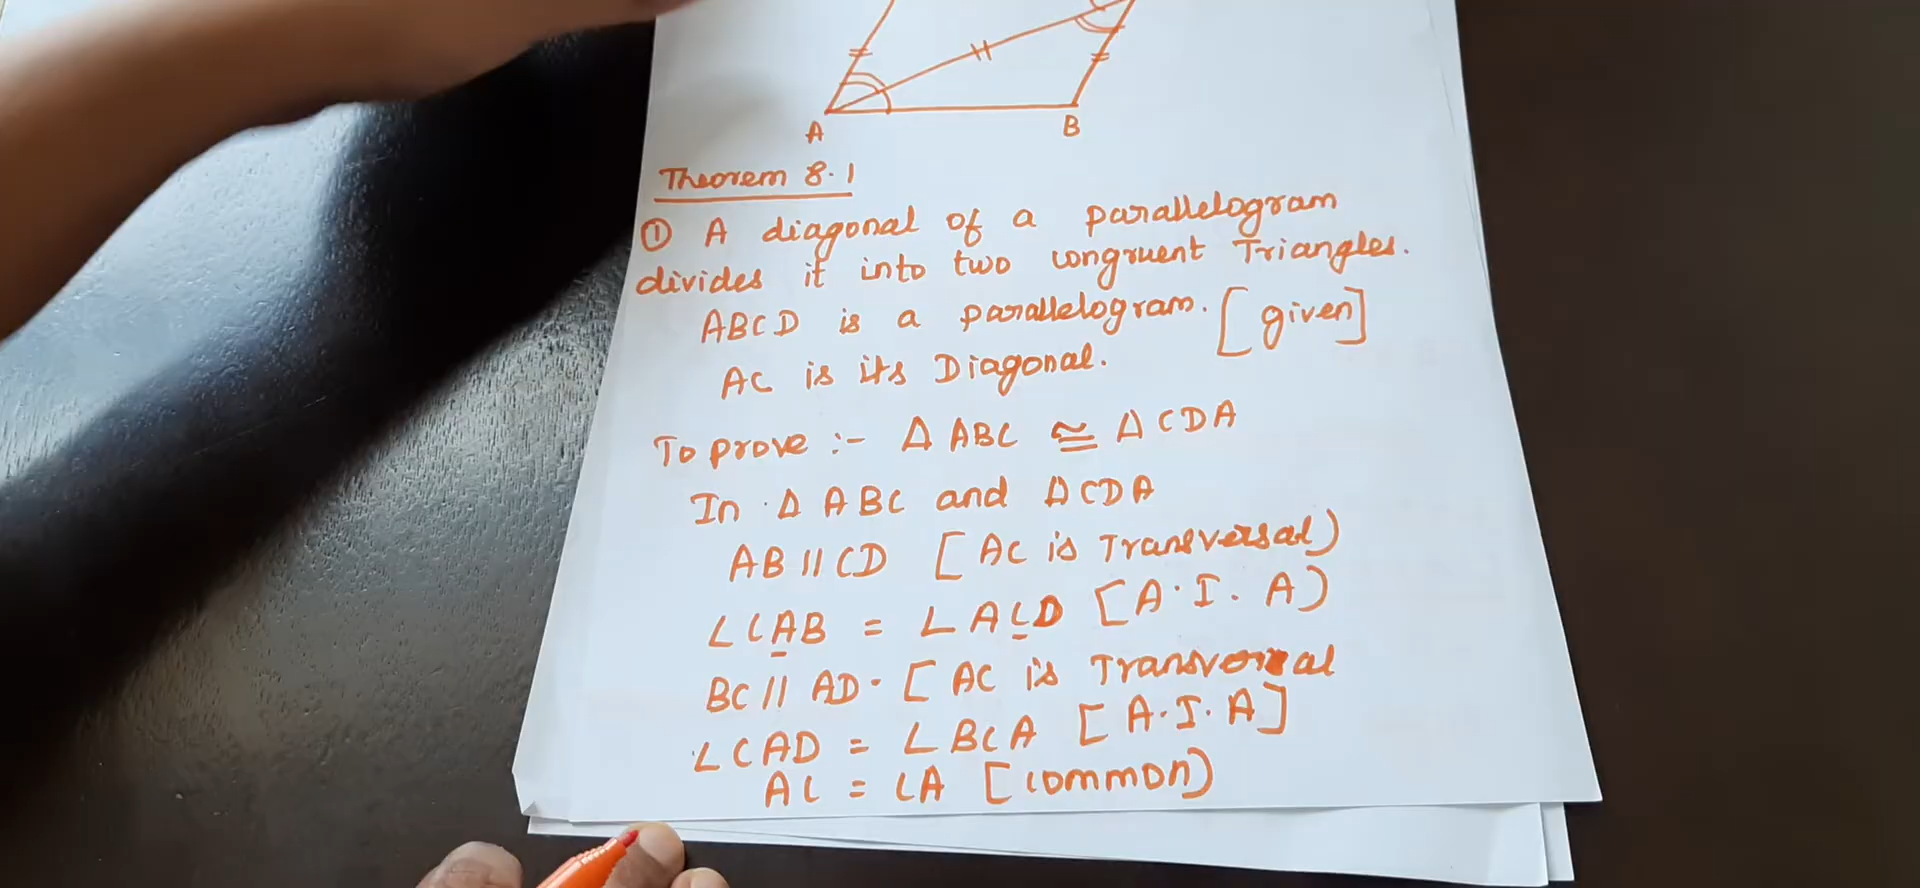 A B
Theorem 8.1
① A diagonal of a parallelogram
divides it into two congruent Triangles.
ABCD is a parallelogram. [given]
AC is its Diagonal.
To prove :- Δ ABC ≅ Δ CDA
In Δ ABC and Δ CDA
AB || CD [AC is Transversal)
∠CAB = ∠ACD [A.I.A)
BC || AD. [AC is Transversal
∠CAD = ∠BCA [A.I.A]
AC = CA [common)